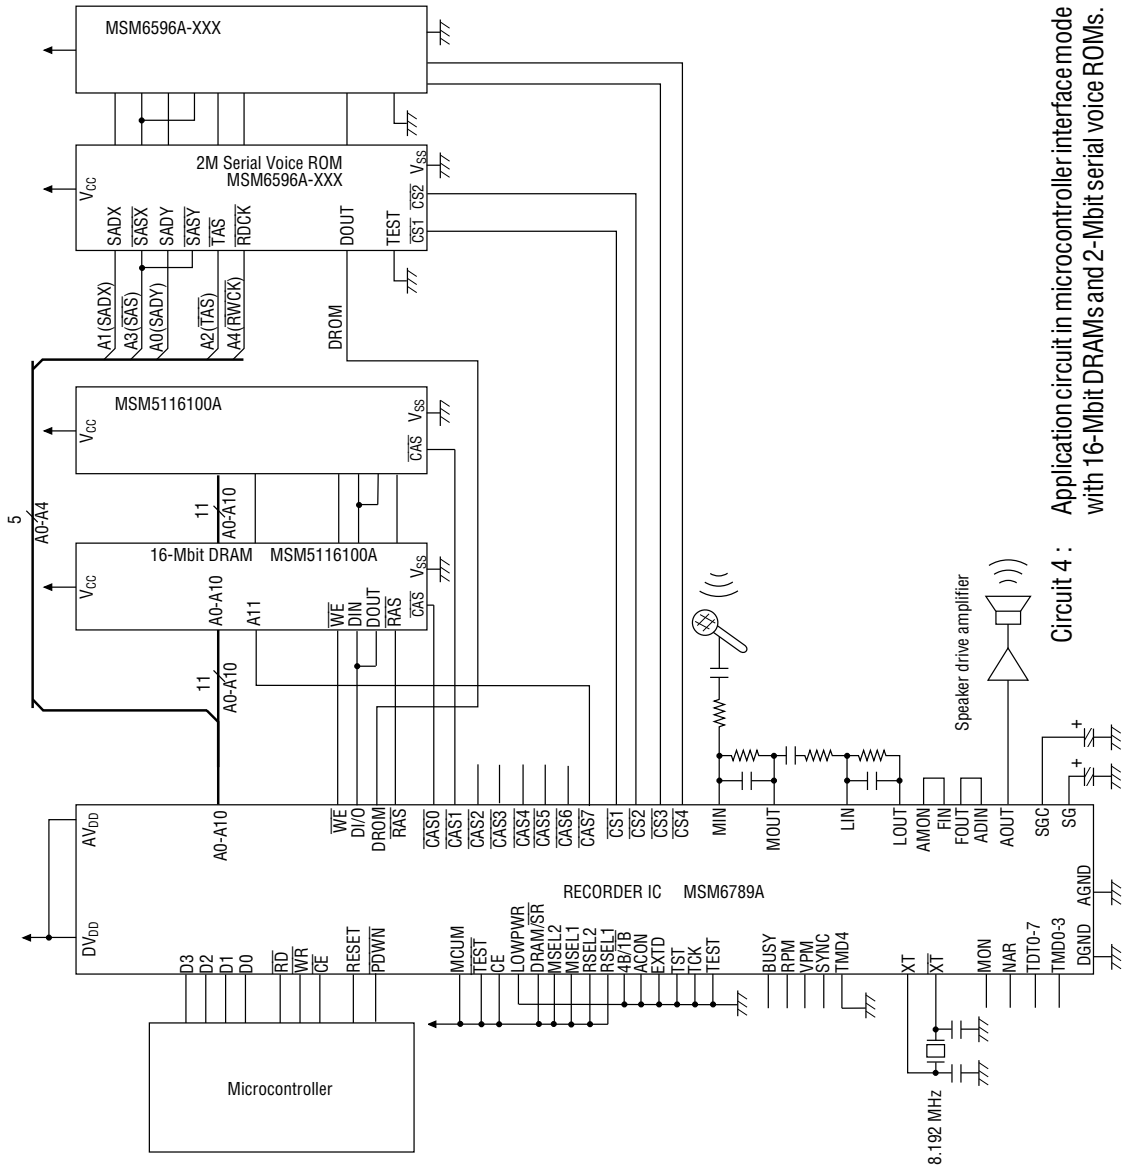 MSM6596A-XXX
2M Serial Voice ROM
MSM6596A-XXX
VCC
SADX
SASX
SADY
SASY
TAS
RDCK
DOUT
TEST
CS1
CS2
VSS
A1(SADX)
A3(SAS)
A0(SADY)
A2(TAS)
A4(RWCK)
DROM
MSM5116100A
VCC
CAS
VSS
5
A0-A4
11
A0-A10
16-Mbit DRAM MSM5116100A
VCC
A0-A10
A11
WE
DIN
DOUT
RAS
CAS
VSS
11
A0-A10
Speaker drive amplifier
Circuit 4 : Application circuit in microcontroller interface mode
with 16-Mbit DRAMs and 2-Mbit serial voice ROMs.
RECORDER IC MSM6789A
DVDD
AVDD
A0-A10
WE
DI/O
DROM
RAS
CAS0
CAS1
CAS2
CAS3
CAS4
CAS5
CAS6
CAS7
CS1
CS2
CS3
CS4
MIN
MOUT
LIN
LOUT
AMON
FIN
FOUT
ADIN
AOUT
SGC
SG
+
+
D3
D2
D1
D0
RD
WR
CE
RESET
PDWN
MCUM
TEST
CE
LOWPWR
DRAM/SR
MSEL2
MSEL1
RSEL2
RSEL1
4B/1B
ACON
EXTD
TST
TCK
TEST
BUSY
RPM
VPM
SYNC
TMD4
XT
XT
MON
NAR
TDT0-7
TMD0-3
DGND
AGND
Microcontroller
8.192 MHz